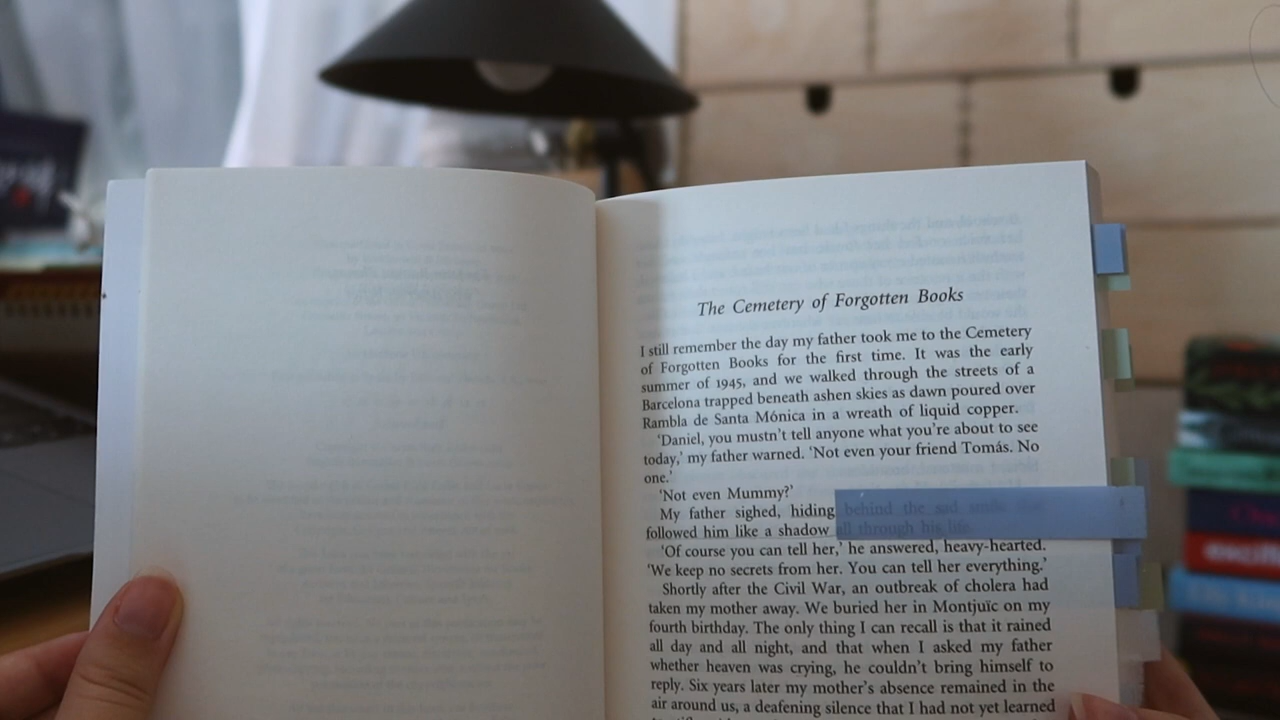 The Cemetery of Forgotten Books
I still remember the day my father took me to the Cemetery
of Forgotten Books for the first time. It was the early
summer of 1945, and we walked through the streets of a
Barcelona trapped beneath ashen skies as dawn poured over
Rambla de Santa Mónica in a wreath of liquid copper.
‘Daniel, you mustn’t tell anyone what you’re about to see
today,’ my father warned. ‘Not even your friend Tomás. No
one.’
‘Not even Mummy?’
My father sighed, hiding behind the sad smile
followed him like a shadow all through his life.
‘Of course you can tell her,’ he answered, heavy-hearted.
‘We keep no secrets from her. You can tell her everything.’
Shortly after the Civil War, an outbreak of cholera had
taken my mother away. We buried her in Montjuïc on my
fourth birthday. The only thing I can recall is that it rained
all day and all night, and that when I asked my father
whether heaven was crying, he couldn’t bring himself to
reply. Six years later my mother’s absence remained in the
air around us, a deafening silence that I had not yet learned